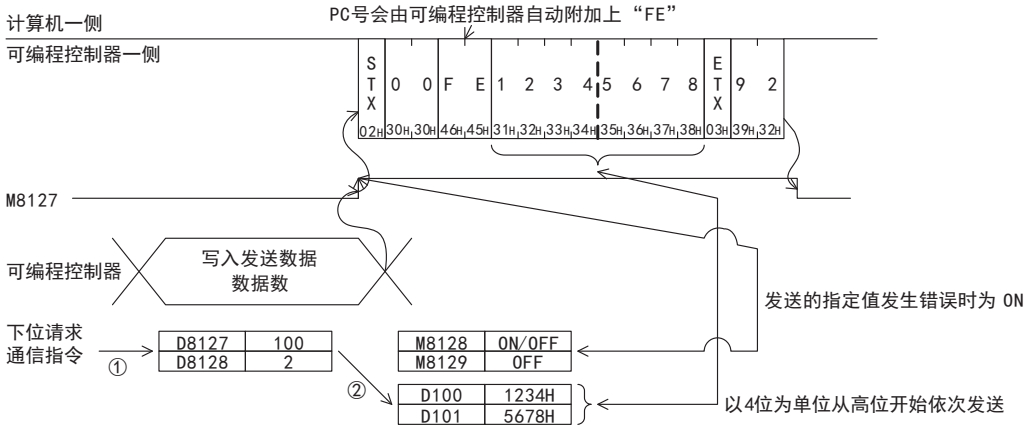 PC号会由可编程控制器自动附加上“FE”
计算机一侧
可编程控制器一侧
STX 0 0 F E 1 2 3 4 5 6 7 8 ETX 9 2
02H 30H,30H 46H,45H 31H,32H,33H,34H 35H,36H,37H,38H 03H 39H,32H
M8127
可编程控制器
写入发送数据
数据数
发送的指定值发生错误时为 ON
下位请求
通信指令
①
D8127 100
D8128 2
M8128 ON/OFF
M8129 OFF
②
D100 1234H
D101 5678H
以4位为单位从高位开始依次发送